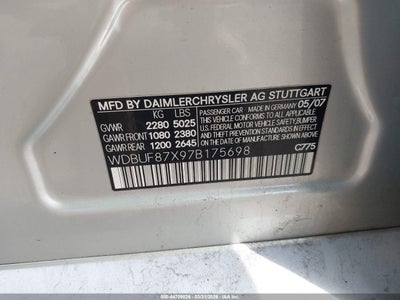 MFD BY DAIMLERCHRYSLER AG STUTTGART
KG LBS
GVWR 2280 5025
GAWR FRONT 1080 2380
GAWR REAR 1200 2645
PASSENGER CAR MADE IN GERMANY 05/07
THIS VEHICLE CONFORMS TO ALL
APPLICABLE U.S. FEDERAL MOTOR VEHICLE
SAFETY, BUMPER, AND THEFT
PREVENTION STANDARDS IN EFFECT
ON THE DATE OF MANUFACTURE
SHOWN ABOVE
WDBUF87X97B175698
C775